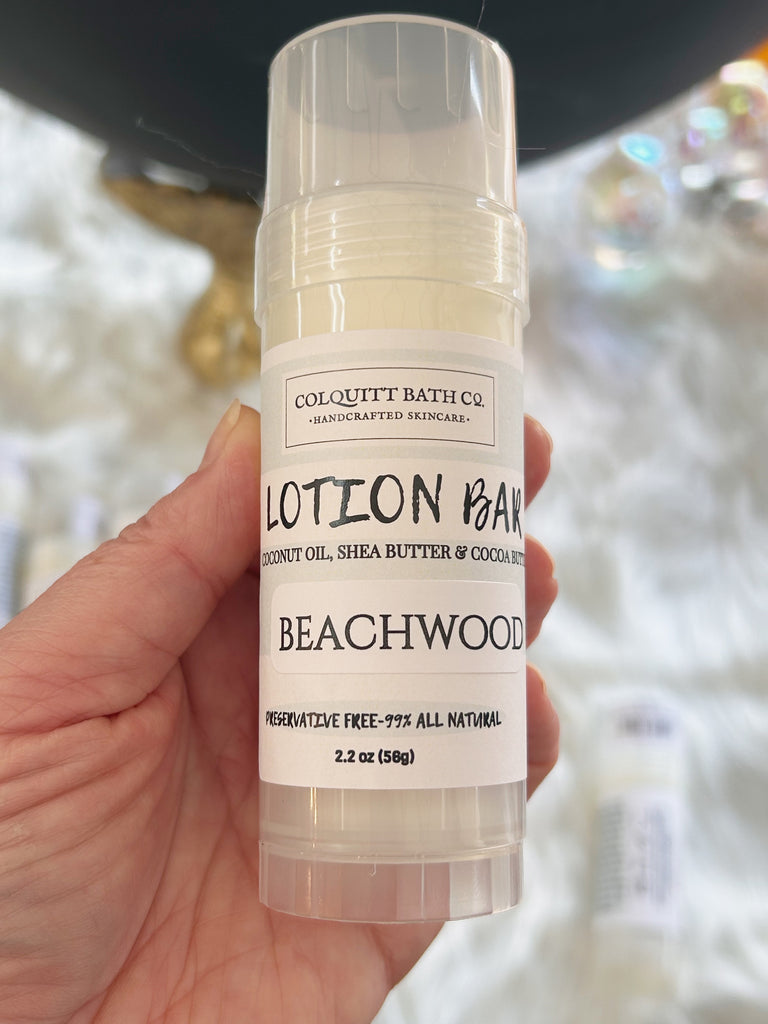 COLQUITT BATH CO.
·HANDCRAFTED SKINCARE·
LOTION BAR
COCONUT OIL, SHEA BUTTER & COCOA BUTT
BEACHWOOD
PRESERVATIVE FREE-99% ALL NATURAL
2.2 oz (56g)